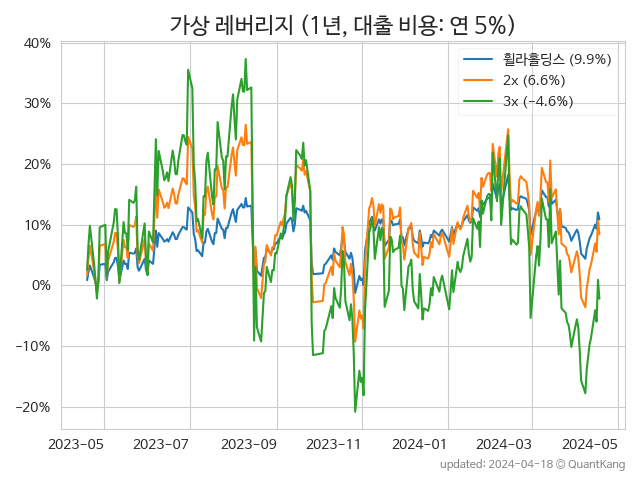 가상 레버리지 (1년, 대출 비용: 연 5%)
휠라홀딩스 (9.9%)
2x (6.6%)
3x (−4.6%)
40%
30%
20%
10%
0%
−10%
−20%
2023-05 2023-07 2023-09 2023-11 2024-01 2024-03 2024-05
updated: 2024-04-18 © QuantKang